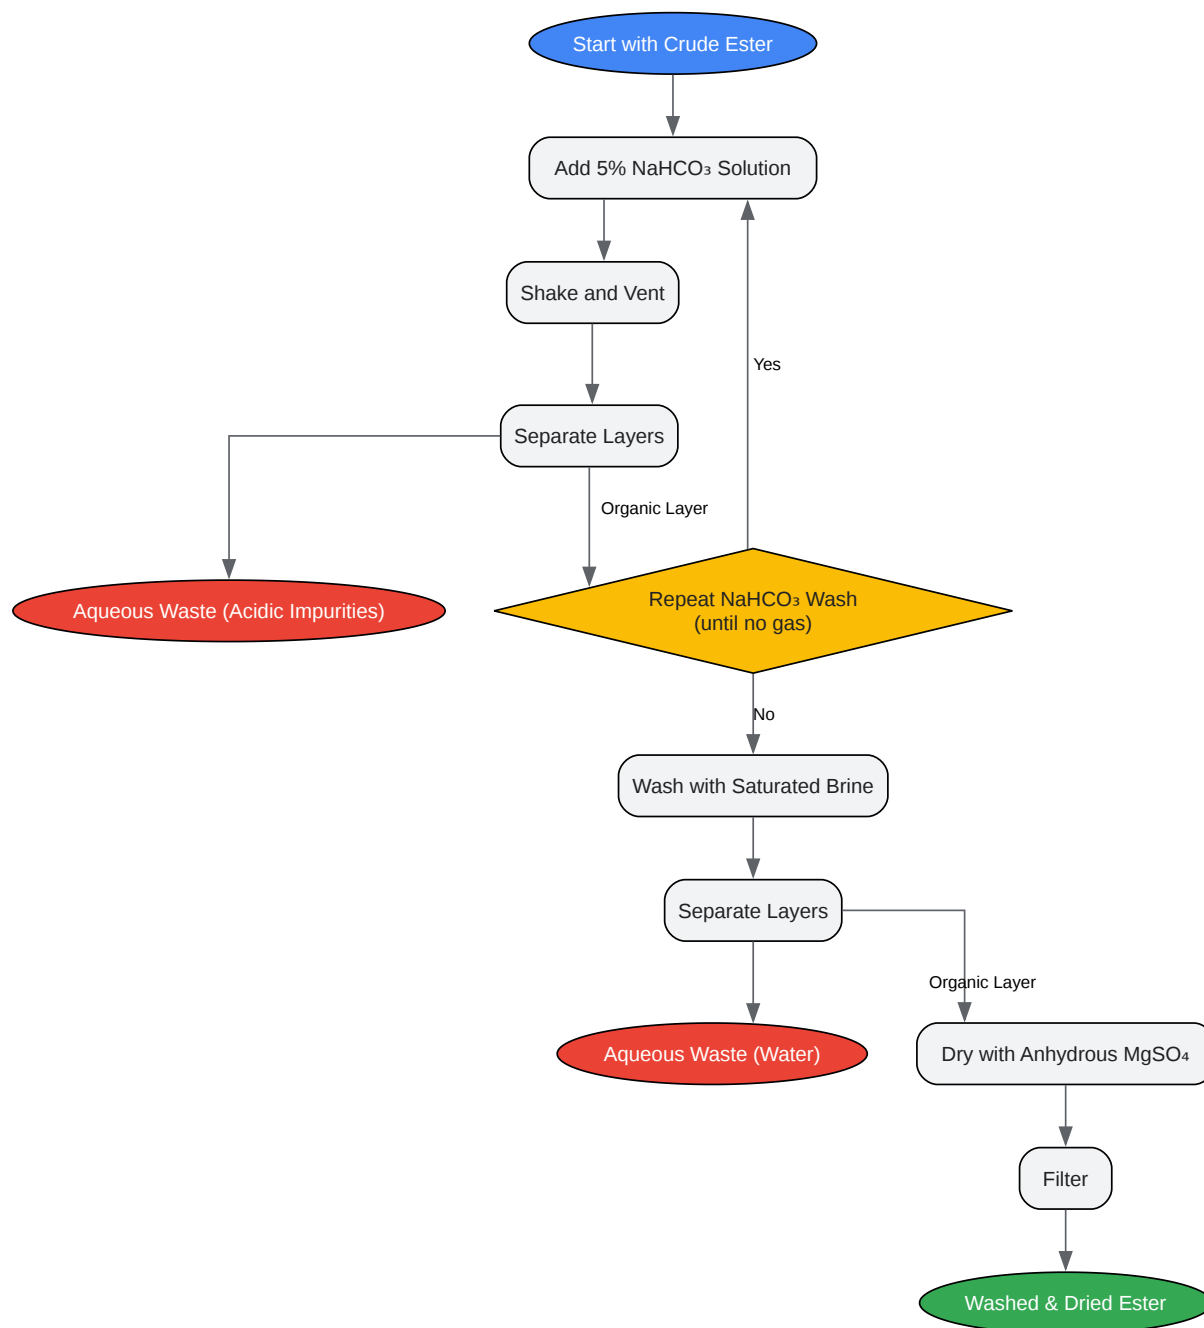 Start with Crude Ester
Add 5% NaHCO₃ Solution
Shake and Vent
Yes
Separate Layers
Organic Layer
Repeat NaHCO₃ Wash
(until no gas)
Aqueous Waste (Acidic Impurities)
No
Wash with Saturated Brine
Separate Layers
Organic Layer
Aqueous Waste (Water)
Dry with Anhydrous MgSO₄
Filter
Washed & Dried Ester